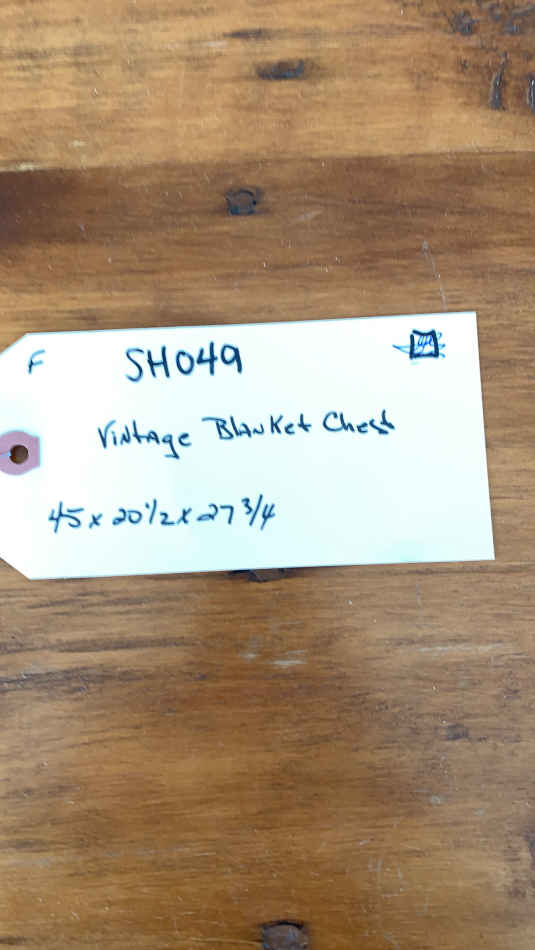 F SH049
Vintage Blanket Chest
45 x 20 1/2 x 27 3/4